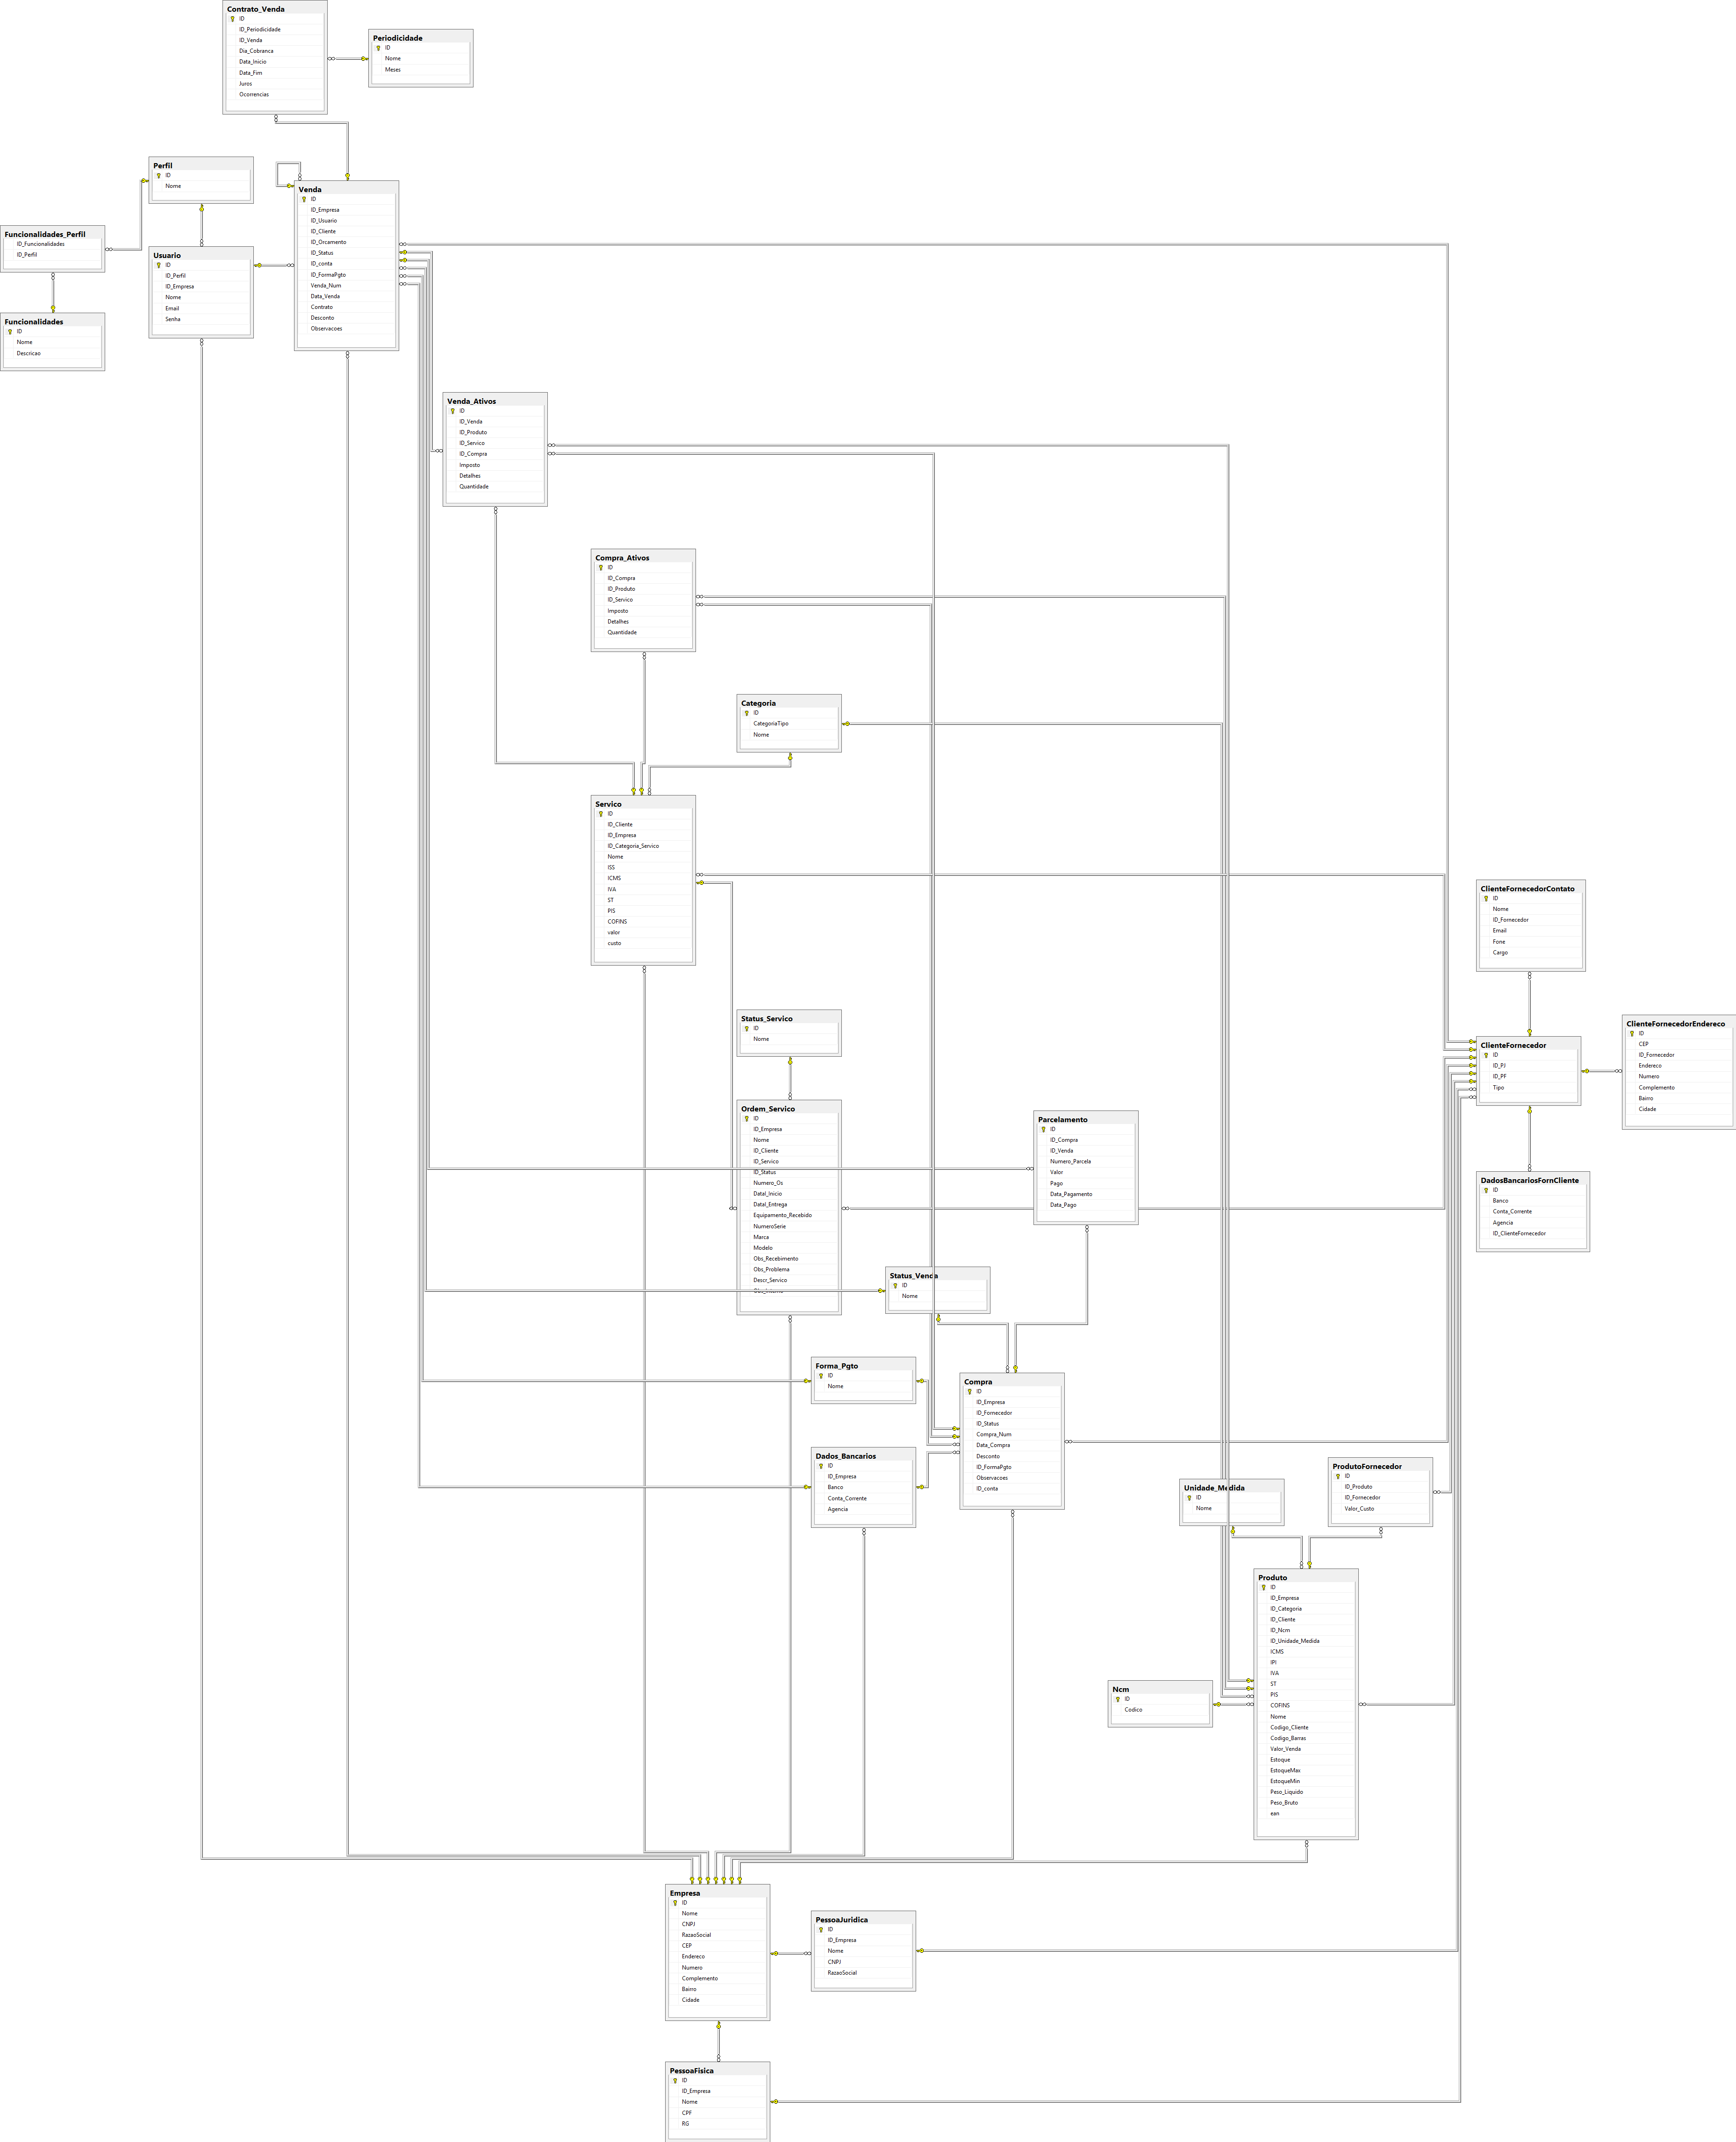 Contrato_Venda
ID
ID_Periodicidade
ID_Venda
Dia_Cobranca
Data_Inicio
Data_Fim
Juros
Ocorrencias
Periodicidade
ID
Nome
Meses
Perfil
ID
Nome
Funcionalidades_Perfil
ID_Funcionalidades
ID_Perfil
Funcionalidades
ID
Nome
Descricao
Usuario
ID
ID_Perfil
ID_Empresa
Nome
Email
Senha
Venda
ID
ID_Empresa
ID_Usuario
ID_Cliente
ID_Orcamento
ID_Status
ID_conta
ID_FormaPgto
Venda_Num
Data_Venda
Contrato
Desconto
Observacoes
Venda_Ativos
ID
ID_Venda
ID_Produto
ID_Servico
ID_Compra
Imposto
Detalhes
Quantidade
Compra_Ativos
ID
ID_Compra
ID_Produto
ID_Servico
Imposto
Detalhes
Quantidade
Categoria
ID
CategoriaTipo
Nome
Servico
ID
ID_Cliente
ID_Empresa
ID_Categoria_Servico
Nome
ISS
ICMS
IVA
ST
PIS
COFINS
valor
custo
ClienteFornecedorContato
ID
Nome
ID_Fornecedor
Email
Fone
Cargo
Status_Servico
ID
Nome
ClienteFornecedorEndereco
ID
CEP
ID_Fornecedor
Endereco
Numero
Complemento
Bairro
Cidade
ClienteFornecedor
ID
ID_PJ
ID_PF
Tipo
Ordem_Servico
ID
ID_Empresa
Nome
ID_Cliente
ID_Servico
ID_Status
Numero_Os
Datal_Inicio
Datal_Entrega
Equipamento_Recebido
NumeroSerie
Marca
Modelo
Obs_Recebimento
Obs_Problema
Descr_Servico
Parcelamento
ID
ID_Compra
ID_Venda
Numero_Parcela
Valor
Pago
Data_Pagamento
Data_Pago
DadosBancariosFornCliente
ID
Banco
Conta_Corrente
Agencia
ID_ClienteFornecedor
Status_Venda
ID
Nome
Forma_Pgto
ID
Nome
Compra
ID
ID_Empresa
ID_Fornecedor
ID_Status
Compra_Num
Data_Compra
Desconto
ID_FormaPgto
Observacoes
ID_conta
Dados_Bancarios
ID
ID_Empresa
Banco
Conta_Corrente
Agencia
ProdutoFornecedor
ID
ID_Produto
ID_Fornecedor
Valor_Custo
Unidade_Medida
ID
Nome
Produto
ID
ID_Empresa
ID_Categoria
ID_Cliente
ID_Ncm
ID_Unidade_Medida
ICMS
IPI
IVA
ST
PIS
COFINS
Nome
Codigo_Cliente
Codigo_Barras
Valor_Venda
Estoque
EstoqueMax
EstoqueMin
Peso_Liquido
Peso_Bruto
ean
Ncm
ID
Codico
Empresa
ID
Nome
CNPJ
RazaoSocial
CEP
Endereco
Numero
Complemento
Bairro
Cidade
PessoaJuridica
ID
ID_Empresa
Nome
CNPJ
RazaoSocial
PessoaFisica
ID
ID_Empresa
Nome
CPF
RG